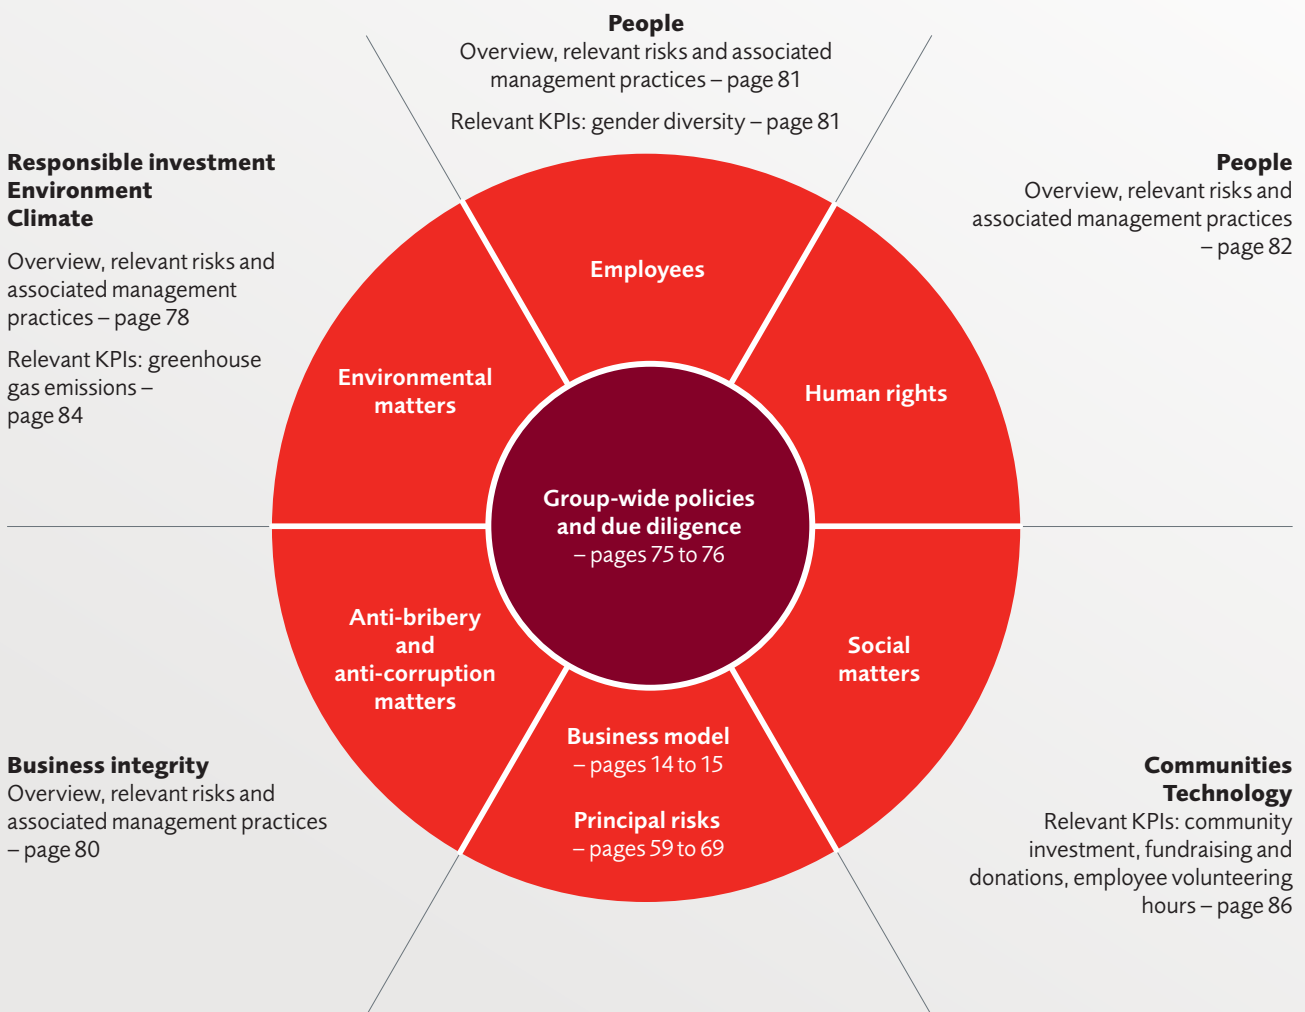 People
Overview, relevant risks and associated
management practices – page 81
Relevant KPIs: gender diversity – page 81
Responsible investment
Environment
Climate
Overview, relevant risks and
associated management
practices – page 78
Relevant KPIs: greenhouse
gas emissions –
page 84
People
Overview, relevant risks and
associated management practices
– page 82
Employees
Environmental
matters
Human rights
Group-wide policies
and due diligence
– pages 75 to 76
Anti-bribery
and
anti-corruption
matters
Social
matters
Business model
– pages 14 to 15
Principal risks
– pages 59 to 69
Business integrity
Overview, relevant risks and
associated management practices
– page 80
Communities
Technology
Relevant KPIs: community
investment, fundraising and
donations, employee volunteering
hours – page 86